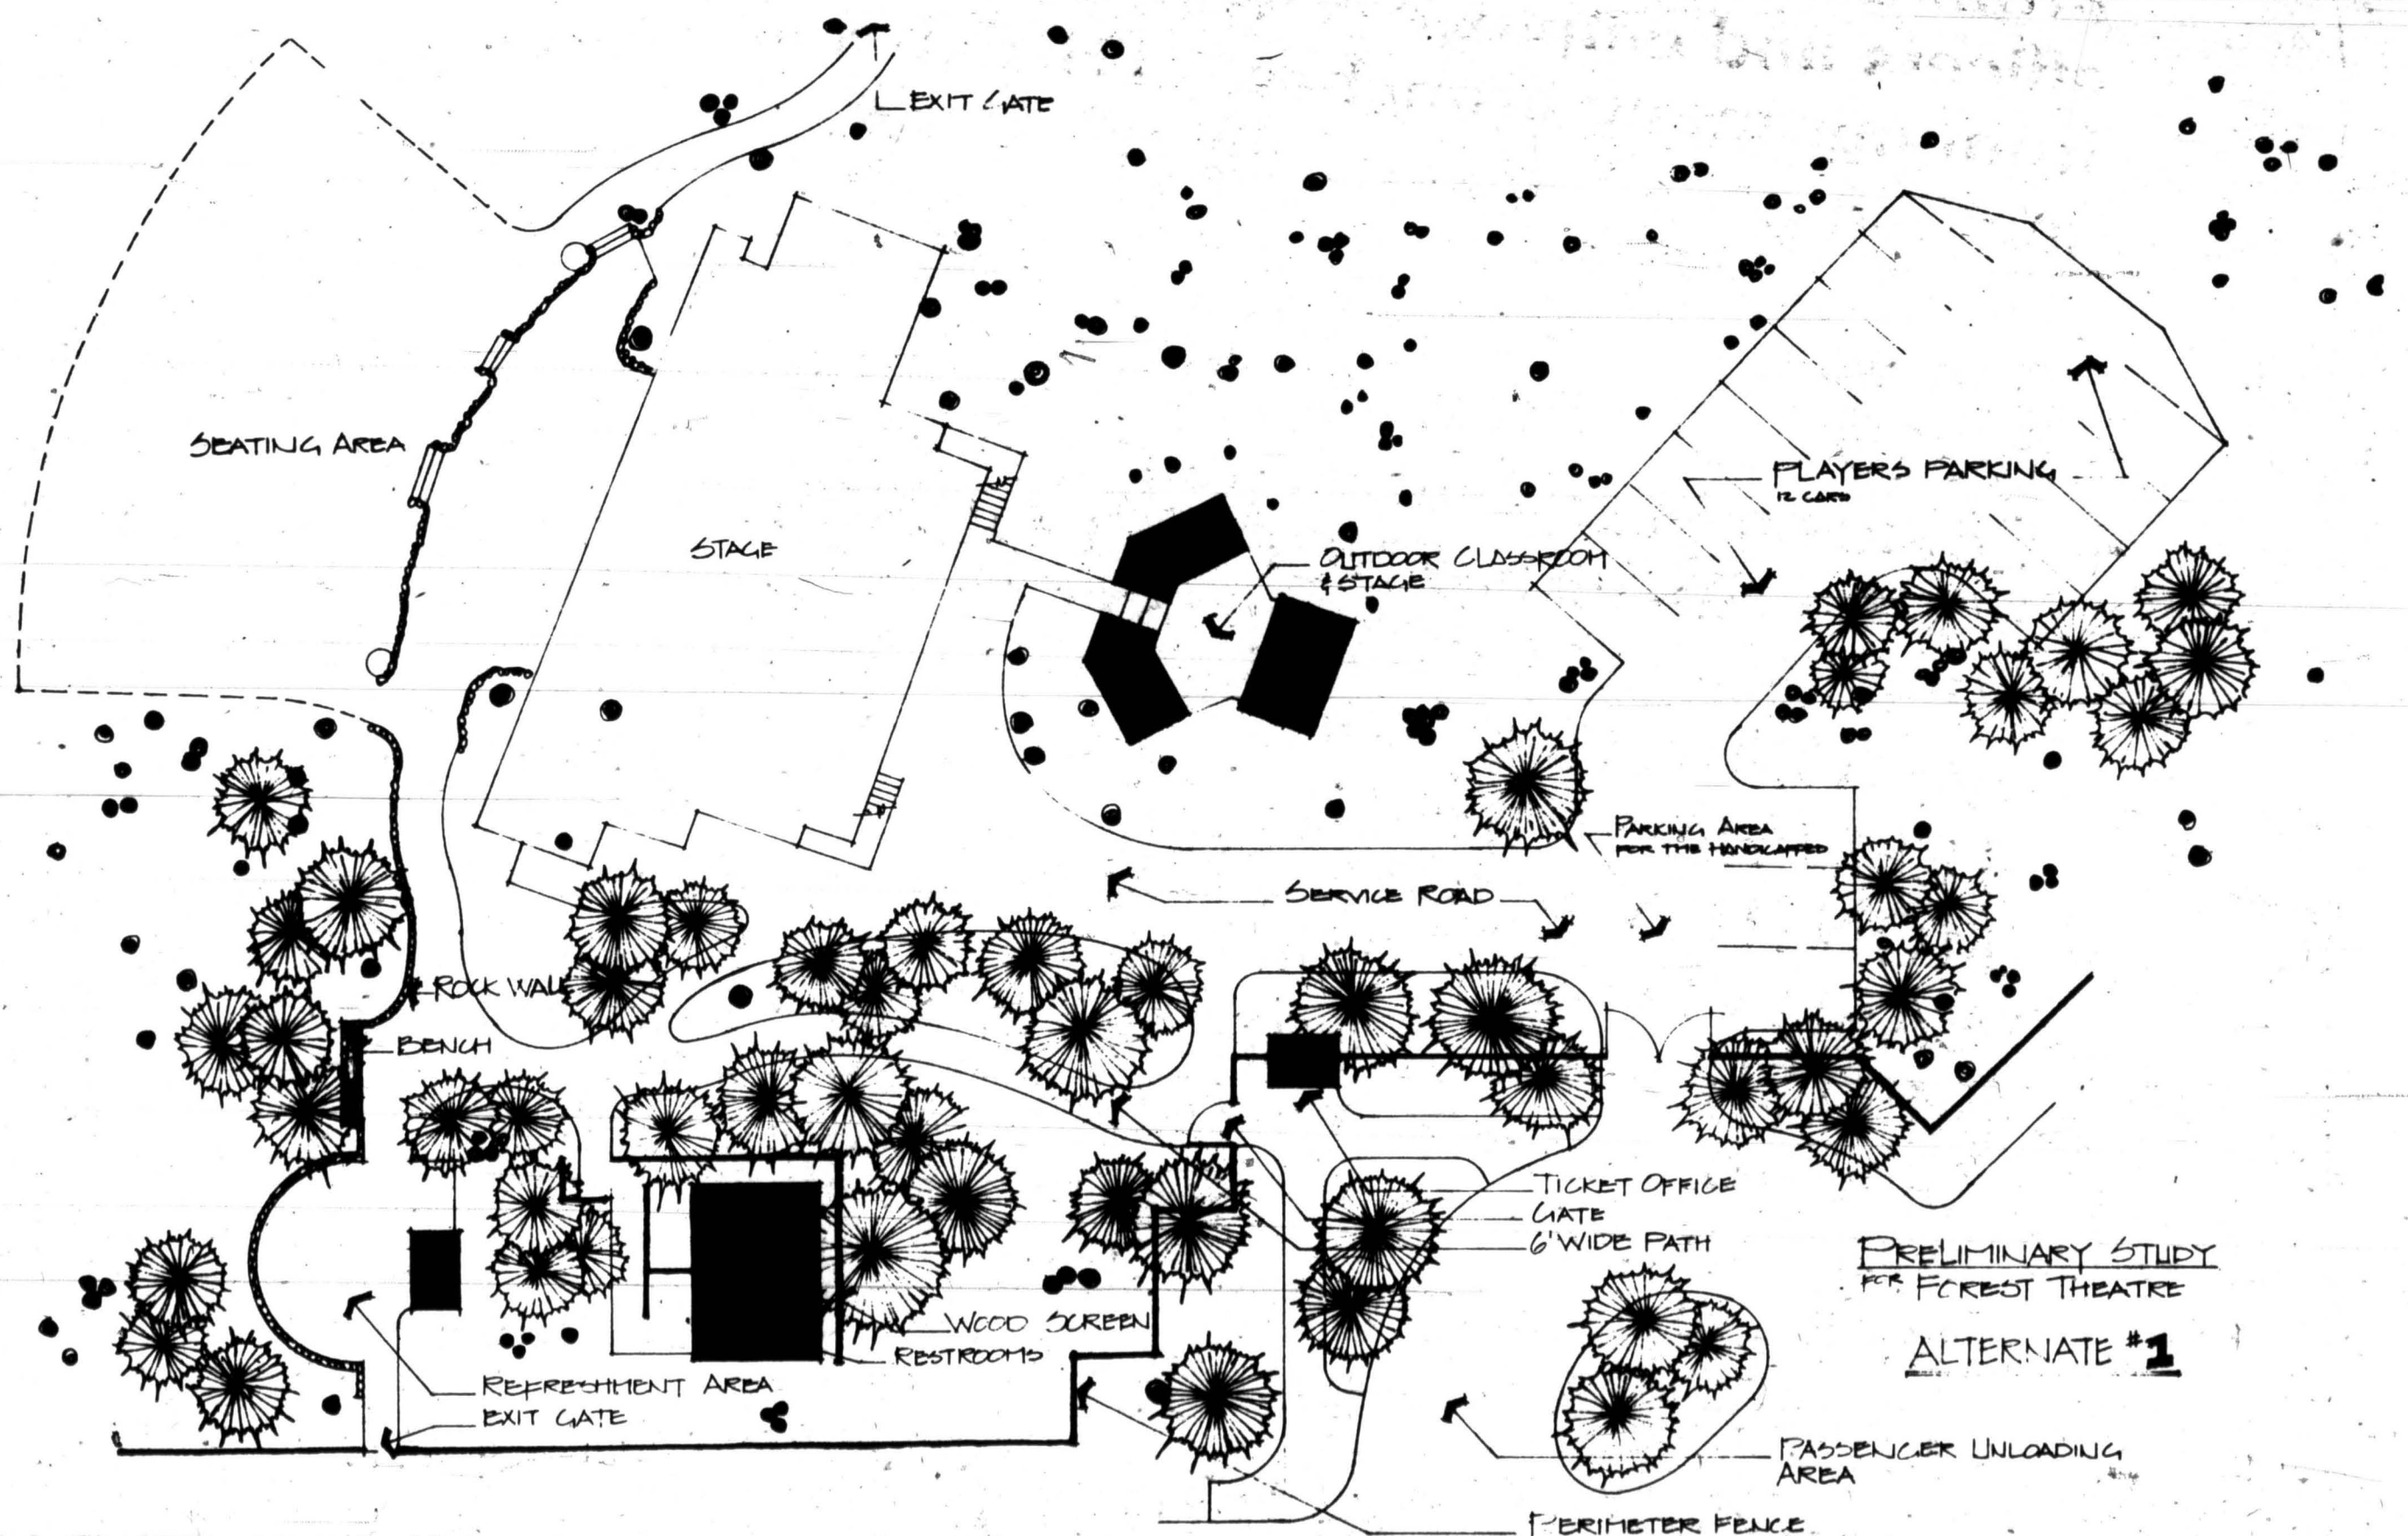 EXIT GATE
SEATING AREA
STAGE
PLAYERS PARKING
12 CARS
OUTDOOR CLASSROOM
& STAGE
PARKING AREA
FOR THE HANDICAPPED
SERVICE ROAD
ROCK WALL
BENCH
TICKET OFFICE
GATE
6' WIDE PATH
PRELIMINARY STUDY
FOR FOREST THEATRE
ALTERNATE #1
WOOD SCREEN
RESTROOMS
REFRESHMENT AREA
EXIT GATE
PASSENGER UNLOADING
AREA
PERIMETER FENCE